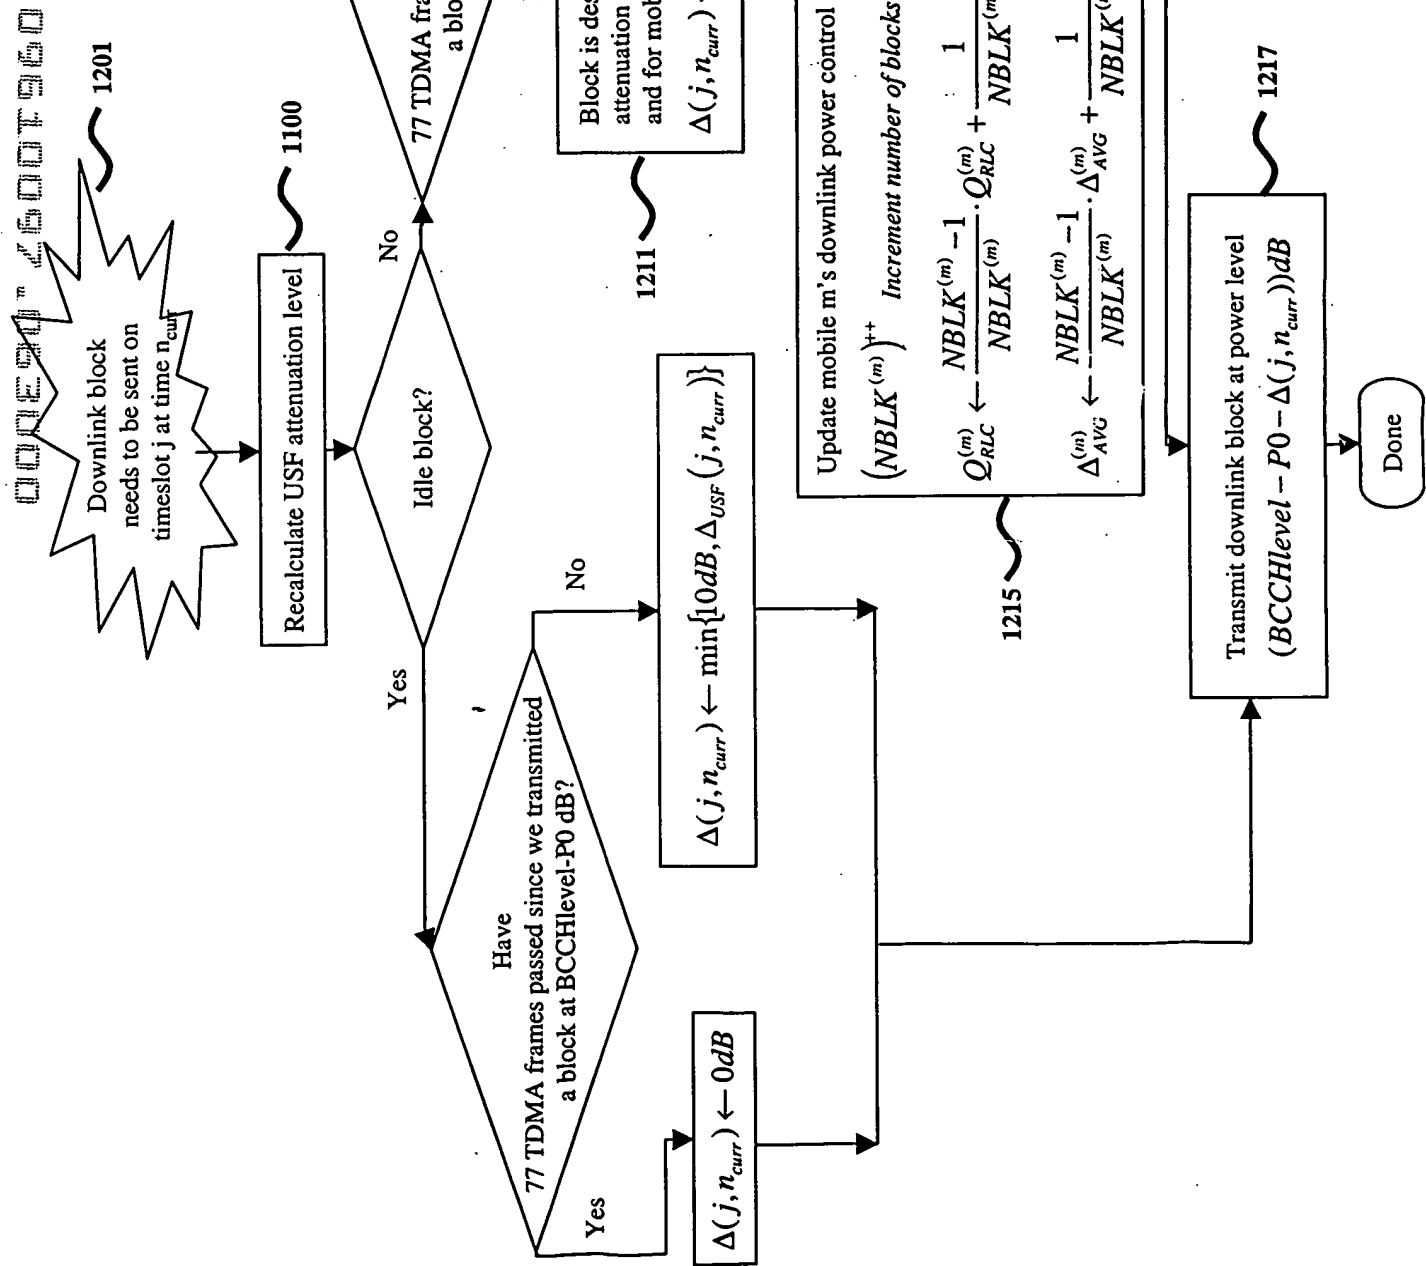 Downlink block
needs to be sent on
timeslot j at time n_curr
1201
Recalculate USF attenuation level
1100
Idle block?
Yes
No
Have
77 TDMA frames passed since we transmitted
a block at BCCHlevel-P0 dB?
Yes
No
Δ(j, n_curr) ← 0dB
Δ(j, n_curr) ← min{10dB, Δ_USF(j, n_curr)}
77 TDMA fra
a blo
Block is des
attenuation
and for mob
Δ(j, n_curr)
1211
Update mobile m's downlink power control
(NBLK^(m))^++ Increment number of blocks
Q_RLC^(m) ← (NBLK^(m) − 1)/NBLK^(m) · Q_RLC^(m) + 1/NBLK^(m)
Δ_AVG^(m) ← (NBLK^(m) − 1)/NBLK^(m) · Δ_AVG^(m) + 1/NBLK^(m)
1215
Transmit downlink block at power level
(BCCHlevel − P0 − Δ(j, n_curr))dB
1217
Done